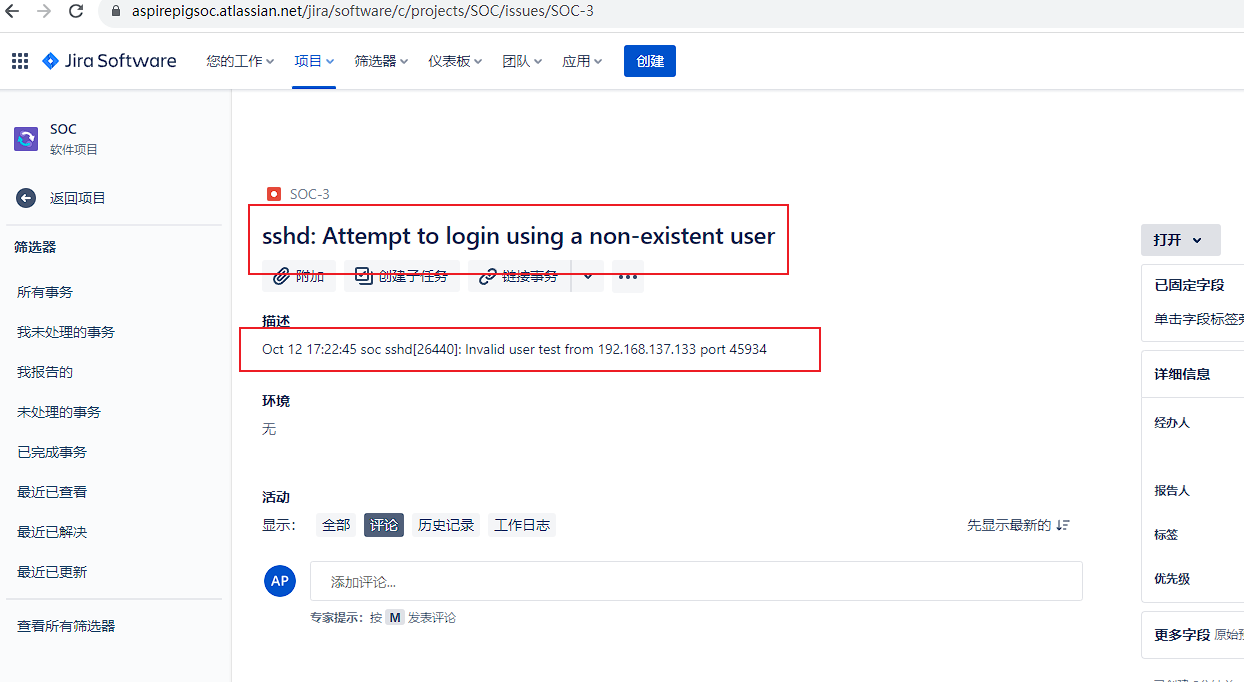 aspirepigsoc.atlassian.net/jira/software/c/projects/SOC/issues/SOC-3
Jira Software 您的工作 项目 筛选器 仪表板 团队 应用 创建
SOC
软件项目
返回项目
筛选器
所有事务
我未处理的事务
我报告的
未处理的事务
已完成事务
最近已查看
最近已解决
最近已更新
查看所有筛选器
SOC-3
sshd: Attempt to login using a non-existent user
附加 创建子任务 链接事务
描述
Oct 12 17:22:45 soc sshd[26440]: Invalid user test from 192.168.137.133 port 45934
环境
无
活动
显示: 全部 评论 历史记录 工作日志 先显示最新的
AP 添加评论...
专家提示: 按 M 发表评论
打开
已固定字段
单击字段标签旁
详细信息
经办人
报告人
标签
优先级
更多字段 原始预